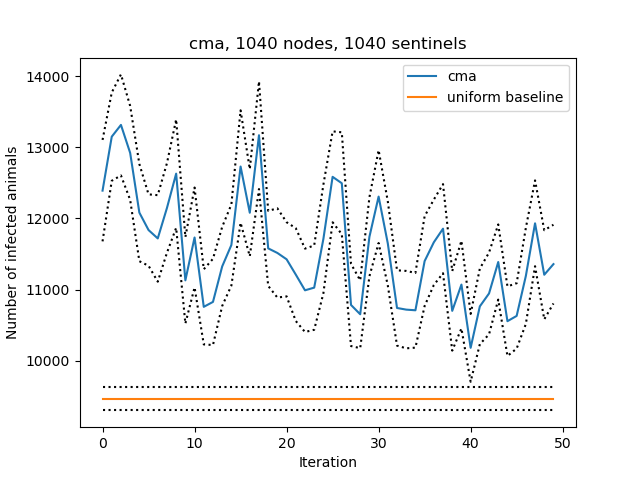 cma, 1040 nodes, 1040 sentinels
cma
uniform baseline
Number of infected animals
14000
13000
12000
11000
10000
0 10 20 30 40 50
Iteration